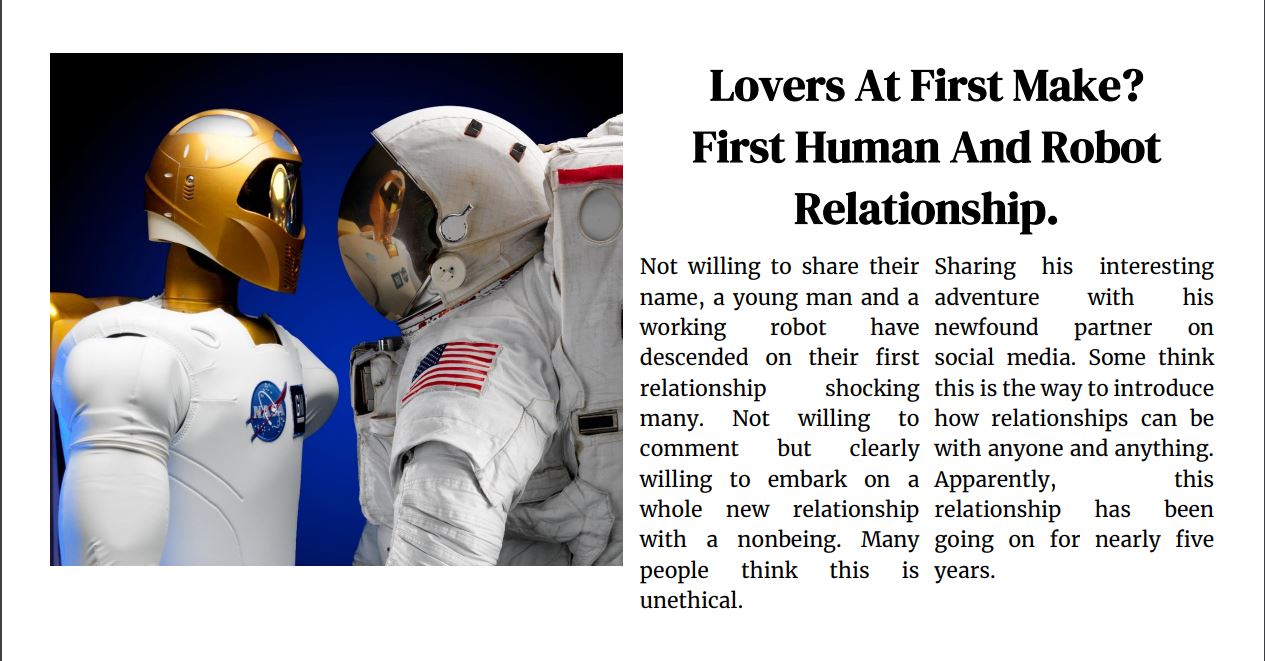 Lovers At First Make?
First Human And Robot
Relationship.
Not willing to share their
name, a young man and a
working robot have
descended on their first
relationship shocking
many. Not willing to
comment but clearly
willing to embark on a
whole new relationship
with a nonbeing. Many
people think this is
unethical.
Sharing his interesting
adventure with his
newfound partner on
social media. Some think
this is the way to introduce
how relationships can be
with anyone and anything.
Apparently, this
relationship has been
going on for nearly five
years.
NASA